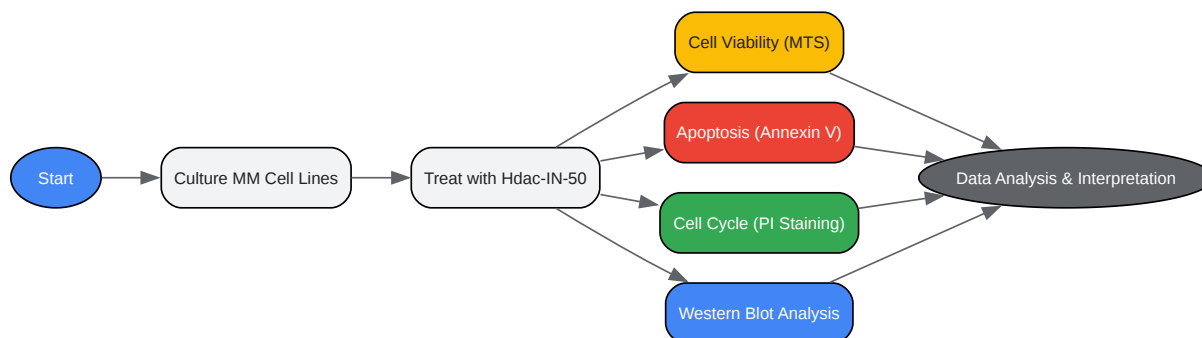 Start
Culture MM Cell Lines
Treat with Hdac-IN-50
Cell Viability (MTS)
Apoptosis (Annexin V)
Cell Cycle (PI Staining)
Western Blot Analysis
Data Analysis & Interpretation